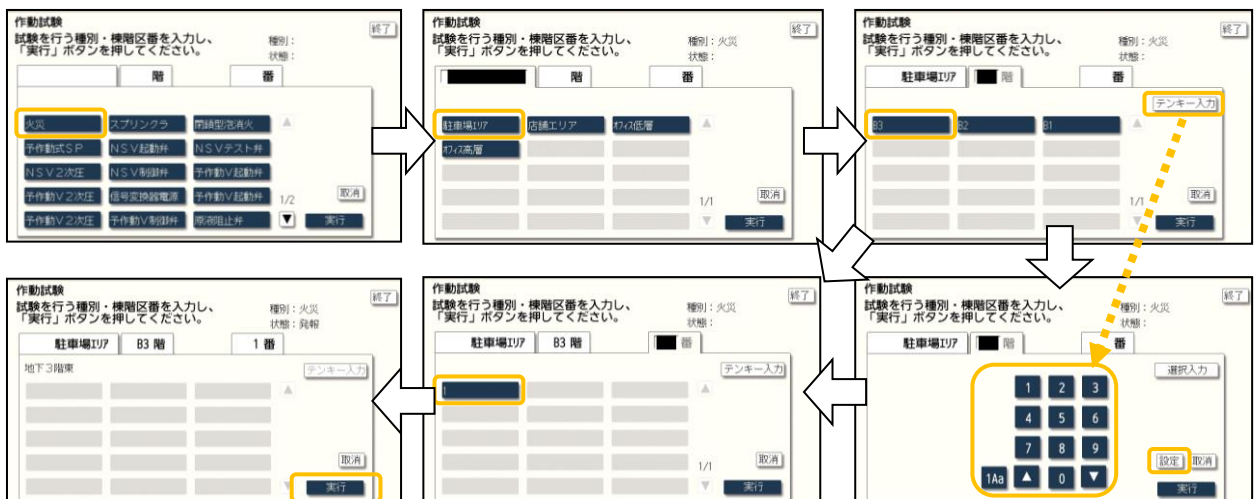 作動試験
試験を行う種別・棟階区番を入力し、
「実行」ボタンを押してください。
種別:
状態:
終了
階
番
火災
スプリンクラ
閉鎖型泡消火
予作動式SP
NSV起動弁
NSVテスト弁
NSV2次圧
NSV制御弁
予作動V起動弁
予作動V2次圧
信号変換器電源
予作動V起動弁
予作動V2次圧
予作動V制御弁
原液阻止弁
▲
1/2
▼
取消
実行
作動試験
試験を行う種別・棟階区番を入力し、
「実行」ボタンを押してください。
種別:火災
状態:
終了
階
番
駐車場エリア
店舗エリア
オフィス低層
オフィス高層
▲
1/1
▼
取消
実行
作動試験
試験を行う種別・棟階区番を入力し、
「実行」ボタンを押してください。
種別:火災
状態:
終了
駐車場エリア
階
番
テンキー入力
B3
B2
B1
▲
1/1
▼
取消
実行
作動試験
試験を行う種別・棟階区番を入力し、
「実行」ボタンを押してください。
種別:火災
状態:
終了
駐車場エリア
階
番
選択入力
1 2 3
4 5 6
7 8 9
1Aa ▲ 0 ▼
設定
取消
実行
作動試験
試験を行う種別・棟階区番を入力し、
「実行」ボタンを押してください。
種別:火災
状態:
終了
駐車場エリア
B3 階
番
テンキー入力
1
▲
1/1
▼
取消
実行
作動試験
試験を行う種別・棟階区番を入力し、
「実行」ボタンを押してください。
種別:火災
状態:発報
終了
駐車場エリア
B3 階
1 番
地下3階東
テンキー入力
▲
▼
取消
実行